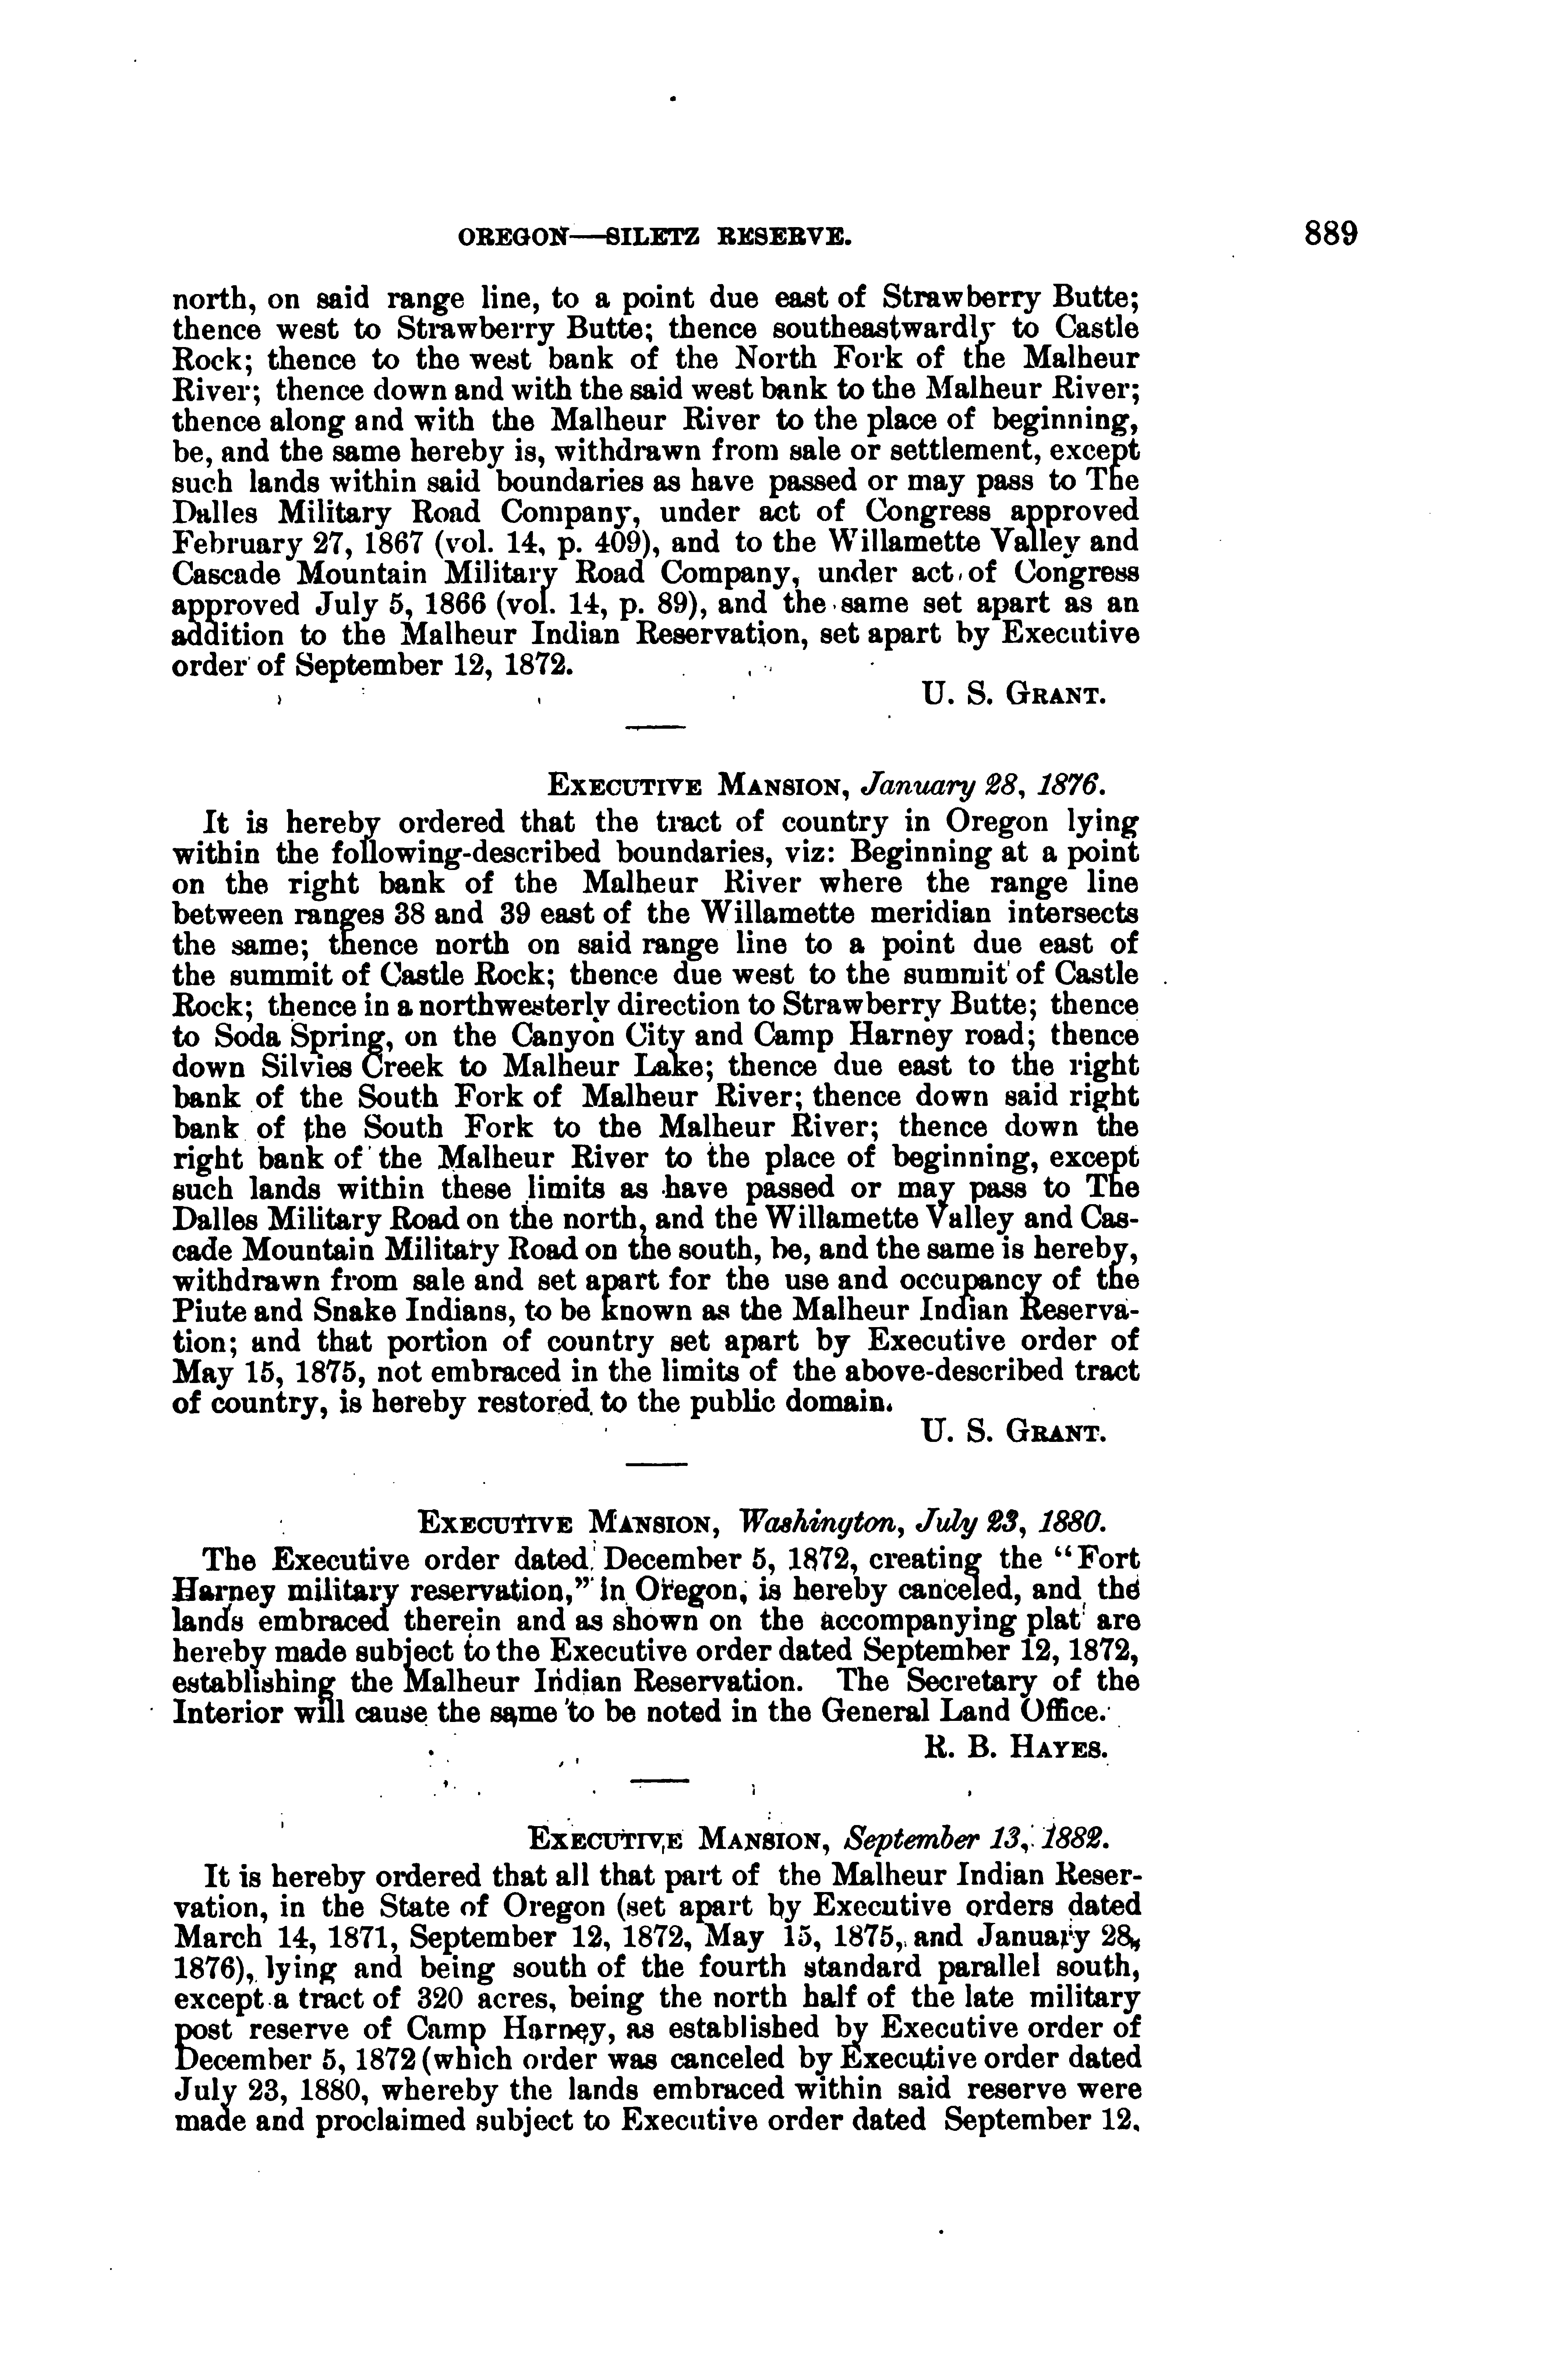 OREGON—SILETZ RESERVE. 889
north, on said range line, to a point due east of Strawberry Butte;
thence west to Strawberry Butte; thence southeastwardly to Castle
Rock; thence to the west bank of the North Fork of the Malheur
River; thence down and with the said west bank to the Malheur River;
thence along and with the Malheur River to the place of beginning,
be, and the same hereby is, withdrawn from sale or settlement, except
such lands within said boundaries as have passed or may pass to The
Dalles Military Road Company, under act of Congress approved
February 27, 1867 (vol. 14, p. 409), and to the Willamette Valley and
Cascade Mountain Military Road Company, under act of Congress
approved July 5, 1866 (vol. 14, p. 89), and the same set apart as an
addition to the Malheur Indian Reservation, set apart by Executive
order of September 12, 1872.
U. S. GRANT.
EXECUTIVE MANSION, January 28, 1876.
It is hereby ordered that the tract of country in Oregon lying
within the following-described boundaries, viz: Beginning at a point
on the right bank of the Malheur River where the range line
between ranges 38 and 39 east of the Willamette meridian intersects
the same; thence north on said range line to a point due east of
the summit of Castle Rock; thence due west to the summit of Castle
Rock; thence in a northwesterly direction to Strawberry Butte; thence
to Soda Spring, on the Canyon City and Camp Harney road; thence
down Silvies Creek to Malheur Lake; thence due east to the right
bank of the South Fork of Malheur River; thence down said right
bank of the South Fork to the Malheur River; thence down the
right bank of the Malheur River to the place of beginning, except
such lands within these limits as have passed or may pass to The
Dalles Military Road on the north, and the Willamette Valley and Cas-
cade Mountain Military Road on the south, be, and the same is hereby,
withdrawn from sale and set apart for the use and occupancy of the
Piute and Snake Indians, to be known as the Malheur Indian Reserva-
tion; and that portion of country set apart by Executive order of
May 15, 1875, not embraced in the limits of the above-described tract
of country, is hereby restored to the public domain.
U. S. GRANT.
EXECUTIVE MANSION, Washington, July 23, 1880.
The Executive order dated December 5, 1872, creating the "Fort
Harney military reservation," in Oregon, is hereby canceled, and the
lands embraced therein and as shown on the accompanying plat are
hereby made subject to the Executive order dated September 12, 1872,
establishing the Malheur Indian Reservation. The Secretary of the
Interior will cause the same to be noted in the General Land Office.
R. B. HAYES.
EXECUTIVE MANSION, September 13, 1882.
It is hereby ordered that all that part of the Malheur Indian Reser-
vation, in the State of Oregon (set apart by Executive orders dated
March 14, 1871, September 12, 1872, May 15, 1875, and January 28,
1876), lying and being south of the fourth standard parallel south,
except a tract of 320 acres, being the north half of the late military
post reserve of Camp Harney, as established by Executive order of
December 5, 1872 (which order was canceled by Executive order dated
July 23, 1880, whereby the lands embraced within said reserve were
made and proclaimed subject to Executive order dated September 12,